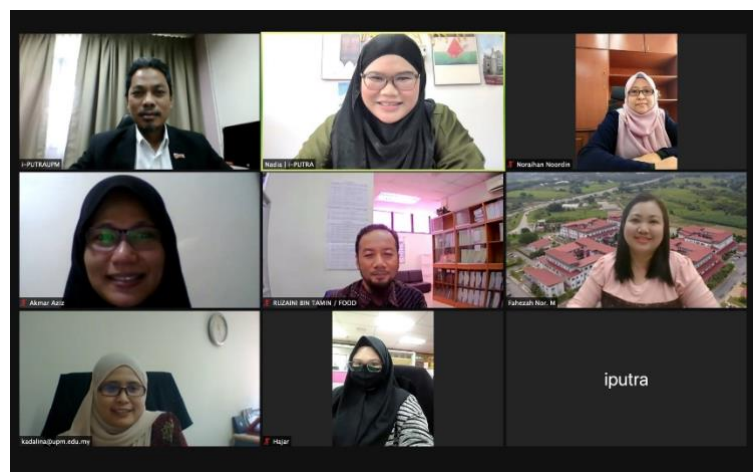 i-PUTRAUPM
Nadia | i-PUTRA
Noraihan Noordin
Akmar Aziz
RUZAINI BIN TAMIN / FOOD
Fahezah Nor. M
kadalina@upm.edu.my
Hajar
iputra